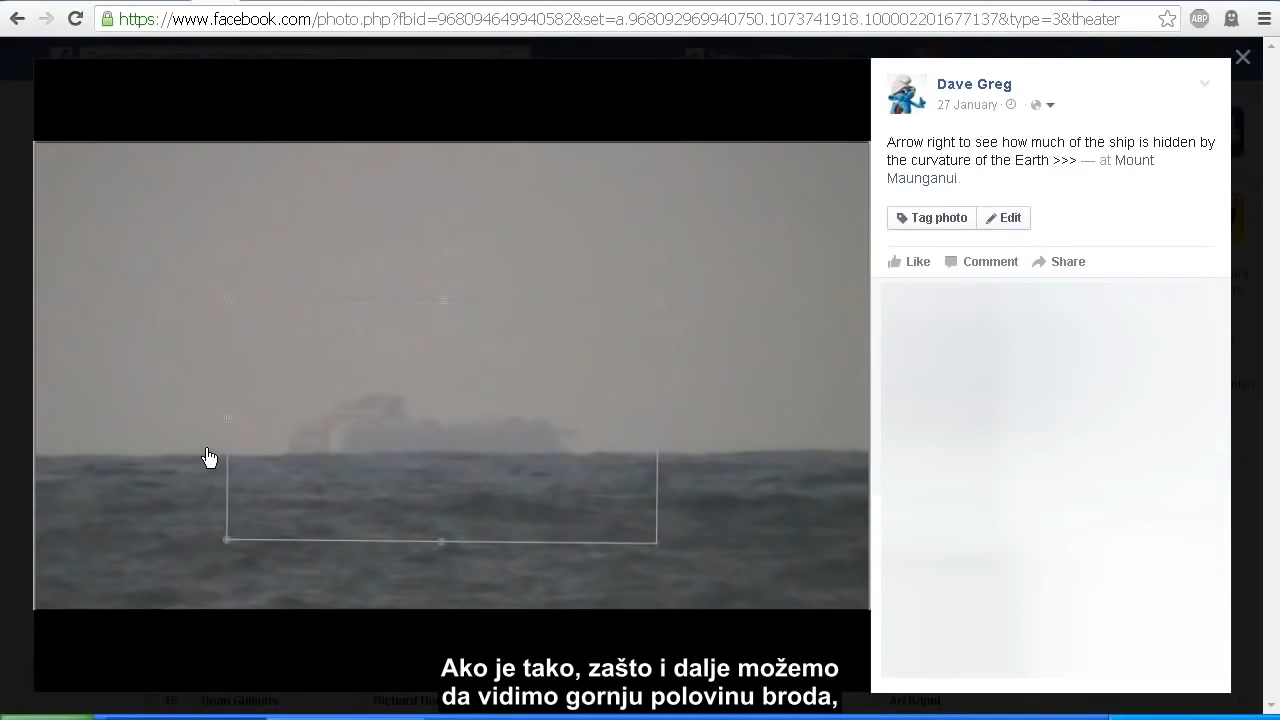 https://www.facebook.com/photo.php?fbid=968091649940582&set=a.968092969940750.1073741918.100002201677137&type=3&theater
ABP
Dave Greg
27 January
Arrow right to see how much of the ship is hidden by
the curvature of the Earth >>> — at Mount
Maunganui.
Tag photo
Edit
Like
Comment
Share
Ako je tako, zašto i dalje možemo
da vidimo gornju polovinu broda,